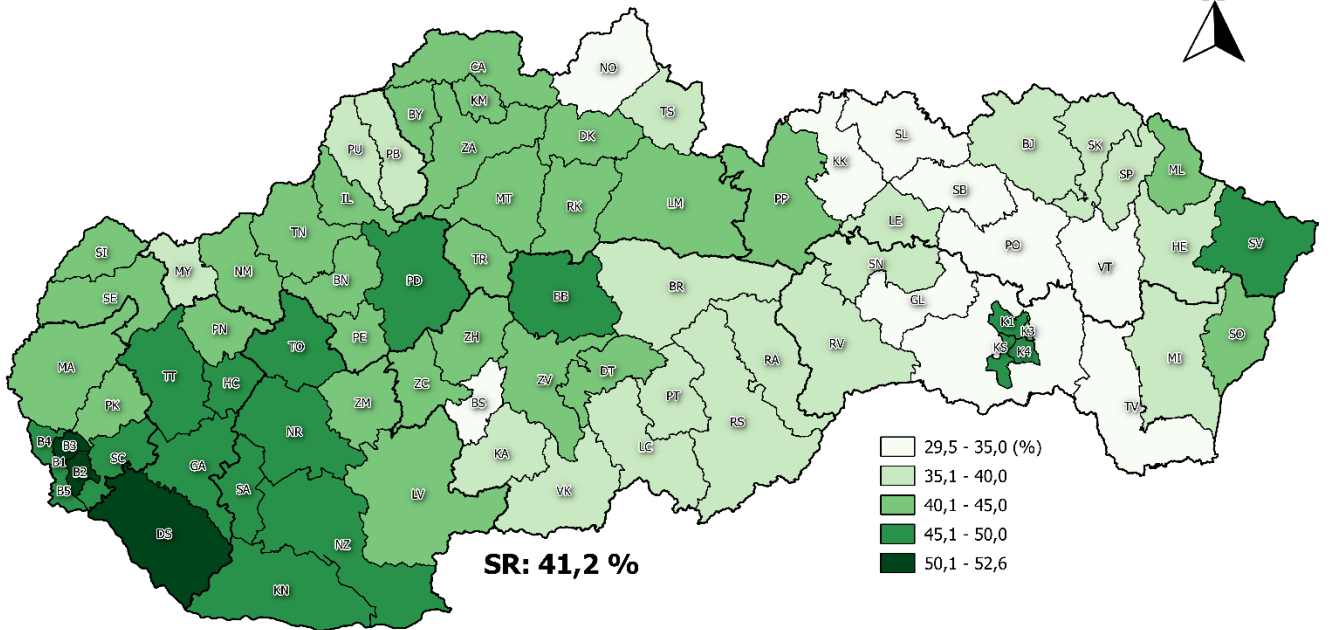 CA
NO
KM
BY
TS
DK
PU
PB
ZA
SL
BJ
SK
KK
SP
ML
SB
IL
MT
RK
LM
PP
LE
TN
PO
HE
SV
SI
MY
NM
BN
PD
TR
SN
VT
SE
BB
BR
GL
PN
TO
PE
ZH
K1
K3
SO
MA
TT
HC
ZC
ZV
DT
RA
RV
KS
K4
MI
PK
ZM
BS
PT
NR
TV
B4
B3
SC
GA
KA
LC
RS
B1
B2
B5
SA
LV
VK
DS
NZ
KN
SR: 41,2 %
29,5 - 35,0 (%)
35,1 - 40,0
40,1 - 45,0
45,1 - 50,0
50,1 - 52,6